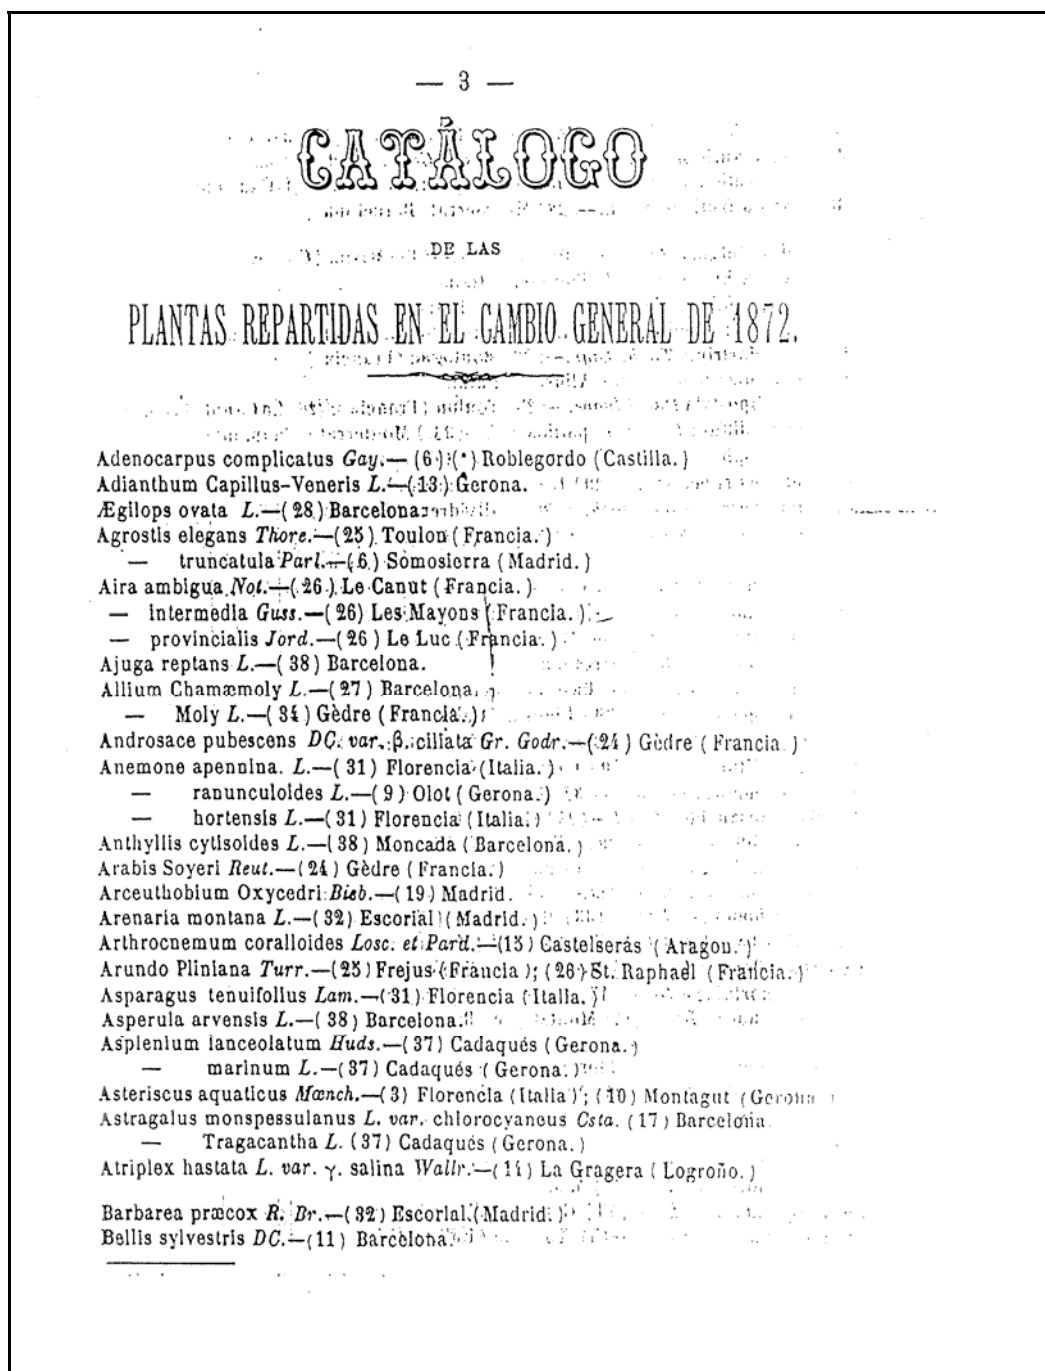 — 3 —
CATÁLOGO
DE LAS
PLANTAS REPARTIDAS EN EL CAMBIO GENERAL DE 1872.
Adenocarpus complicatus Gay.—(6) (*) Roblegordo (Castilla.)
Adianthum Capillus-Veneris L.—(13) Gerona.
Ægilops ovata L.—(28) Barcelona.
Agrostis elegans Thore.—(25) Toulon (Francia.)
— truncatula Parl.—(6) Somosierra (Madrid.)
Aira ambigua Not.—(26) Le Canut (Francia.)
— intermedia Guss.—(26) Les Mayons (Francia.)
— provincialis Jord.—(26) Le Luc (Francia.)
Ajuga reptans L.—(38) Barcelona.
Allium Chamæmoly L.—(27) Barcelona.
— Moly L.—(34) Gèdre (Francia.)
Androsace pubescens DC. var. β. ciliata Gr. Godr.—(24) Gèdre (Francia.)
Anemone apennina. L.—(31) Florencia (Italia.)
— ranunculoides L.—(9) Olot (Gerona.)
— hortensis L.—(31) Florencia (Italia.)
Anthyllis cytisoides L.—(38) Moncada (Barcelona.)
Arabis Soyeri Reut.—(24) Gèdre (Francia.)
Arceuthobium Oxycedri Bieb.—(19) Madrid.
Arenaria montana L.—(32) Escorial (Madrid.)
Arthrocnemum coralloides Losc. et Pard.—(15) Castelserás (Aragon.)
Arundo Pliniana Turr.—(25) Frejus (Francia); (26) St. Raphaël (Francia.)
Asparagus tenuifolius Lam.—(31) Florencia (Italia.)
Asperula arvensis L.—(38) Barcelona.
Asplenium lanceolatum Huds.—(37) Cadaqués (Gerona.)
— marinum L.—(37) Cadaqués (Gerona.)
Asteriscus aquaticus Mœnch.—(3) Florencia (Italia); (10) Montagut (Gerona.)
Astragalus monspessulanus L. var. chlorocyaneus Csta. (17) Barcelona.
— Tragacantha L. (37) Cadaqués (Gerona.)
Atriplex hastata L. var. γ. salina Wallr.—(14) La Gragera (Logroño.)
Barbarea præcox R. Br.—(32) Escorial (Madrid.)
Bellis sylvestris DC.—(11) Barcelona.